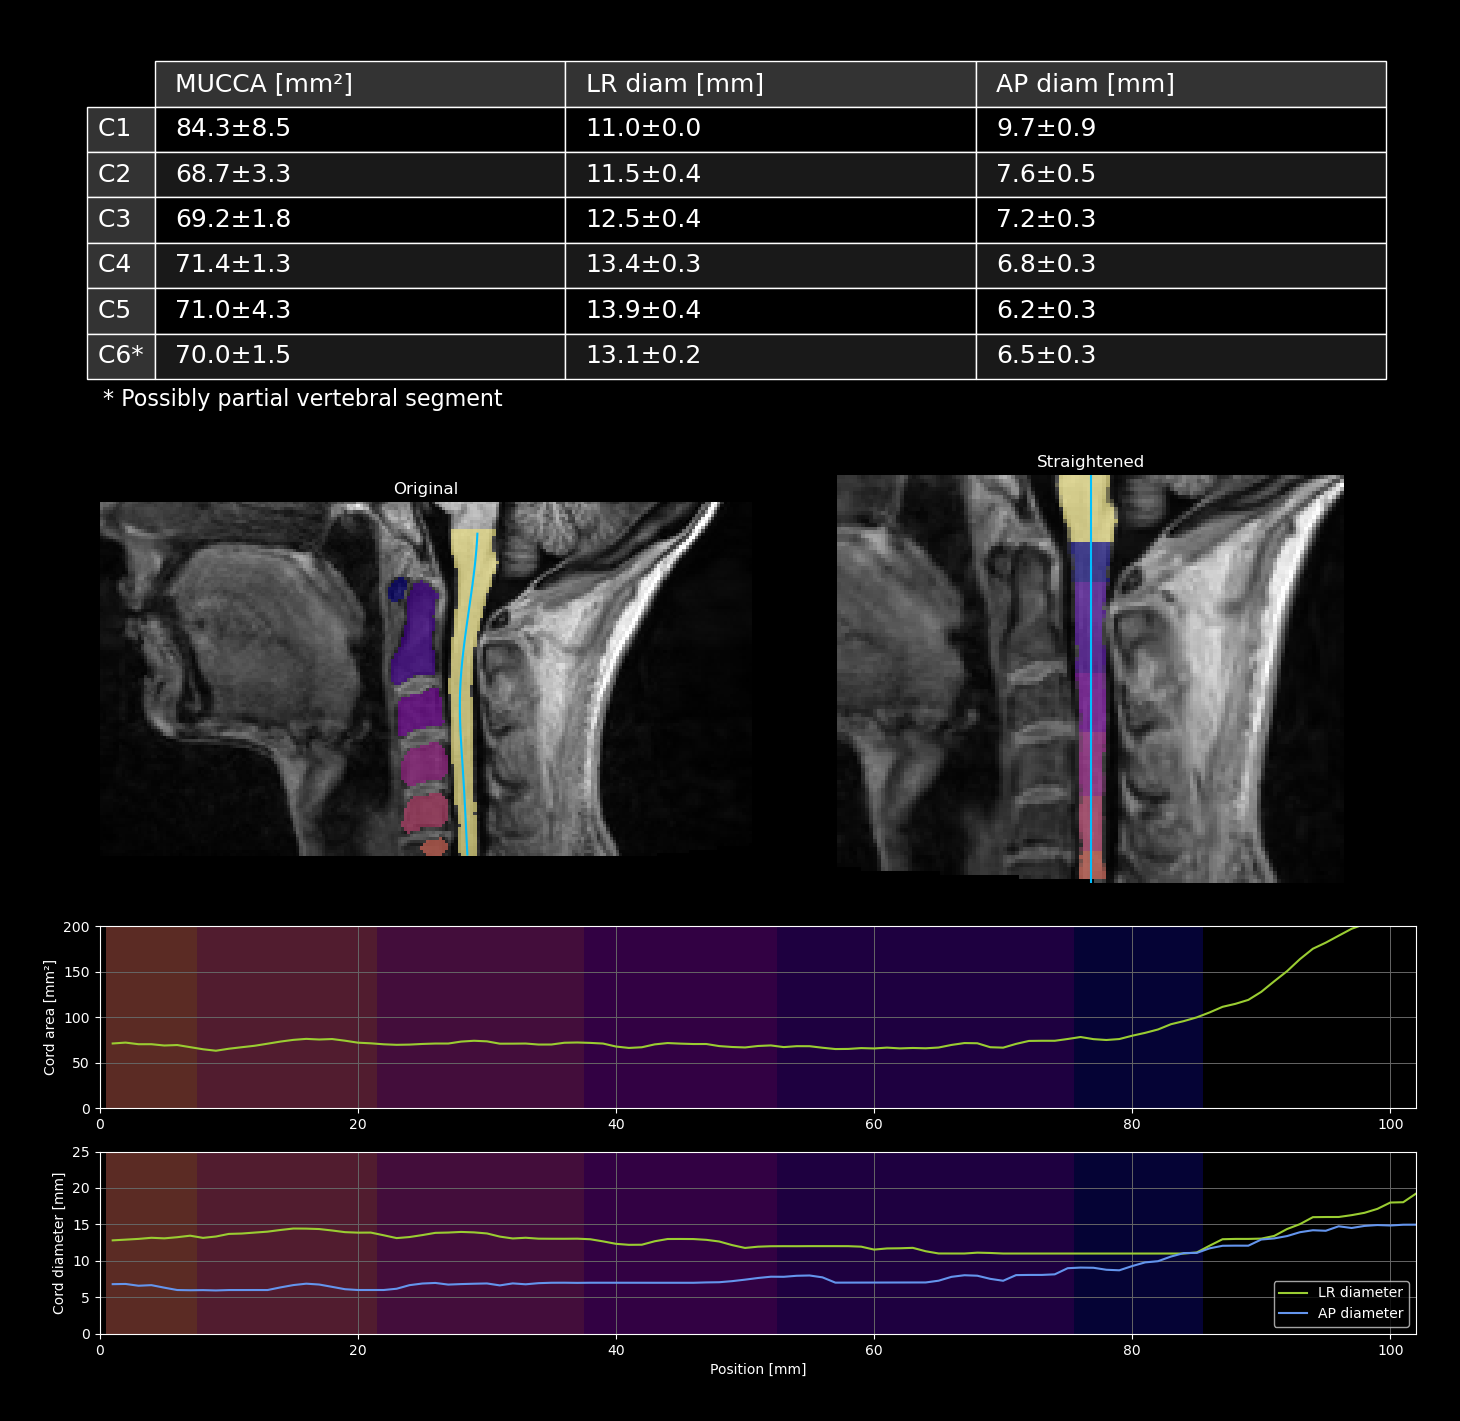 MUCCA [mm²] LR diam [mm] AP diam [mm]
C1 84.3±8.5 11.0±0.0 9.7±0.9
C2 68.7±3.3 11.5±0.4 7.6±0.5
C3 69.2±1.8 12.5±0.4 7.2±0.3
C4 71.4±1.3 13.4±0.3 6.8±0.3
C5 71.0±4.3 13.9±0.4 6.2±0.3
C6* 70.0±1.5 13.1±0.2 6.5±0.3
* Possibly partial vertebral segment
Original
Straightened
Cord area [mm²]
200
150
100
50
0
0 20 40 60 80 100
Cord diameter [mm]
25
20
15
10
5
0
LR diameter
AP diameter
0 20 40 60 80 100
Position [mm]